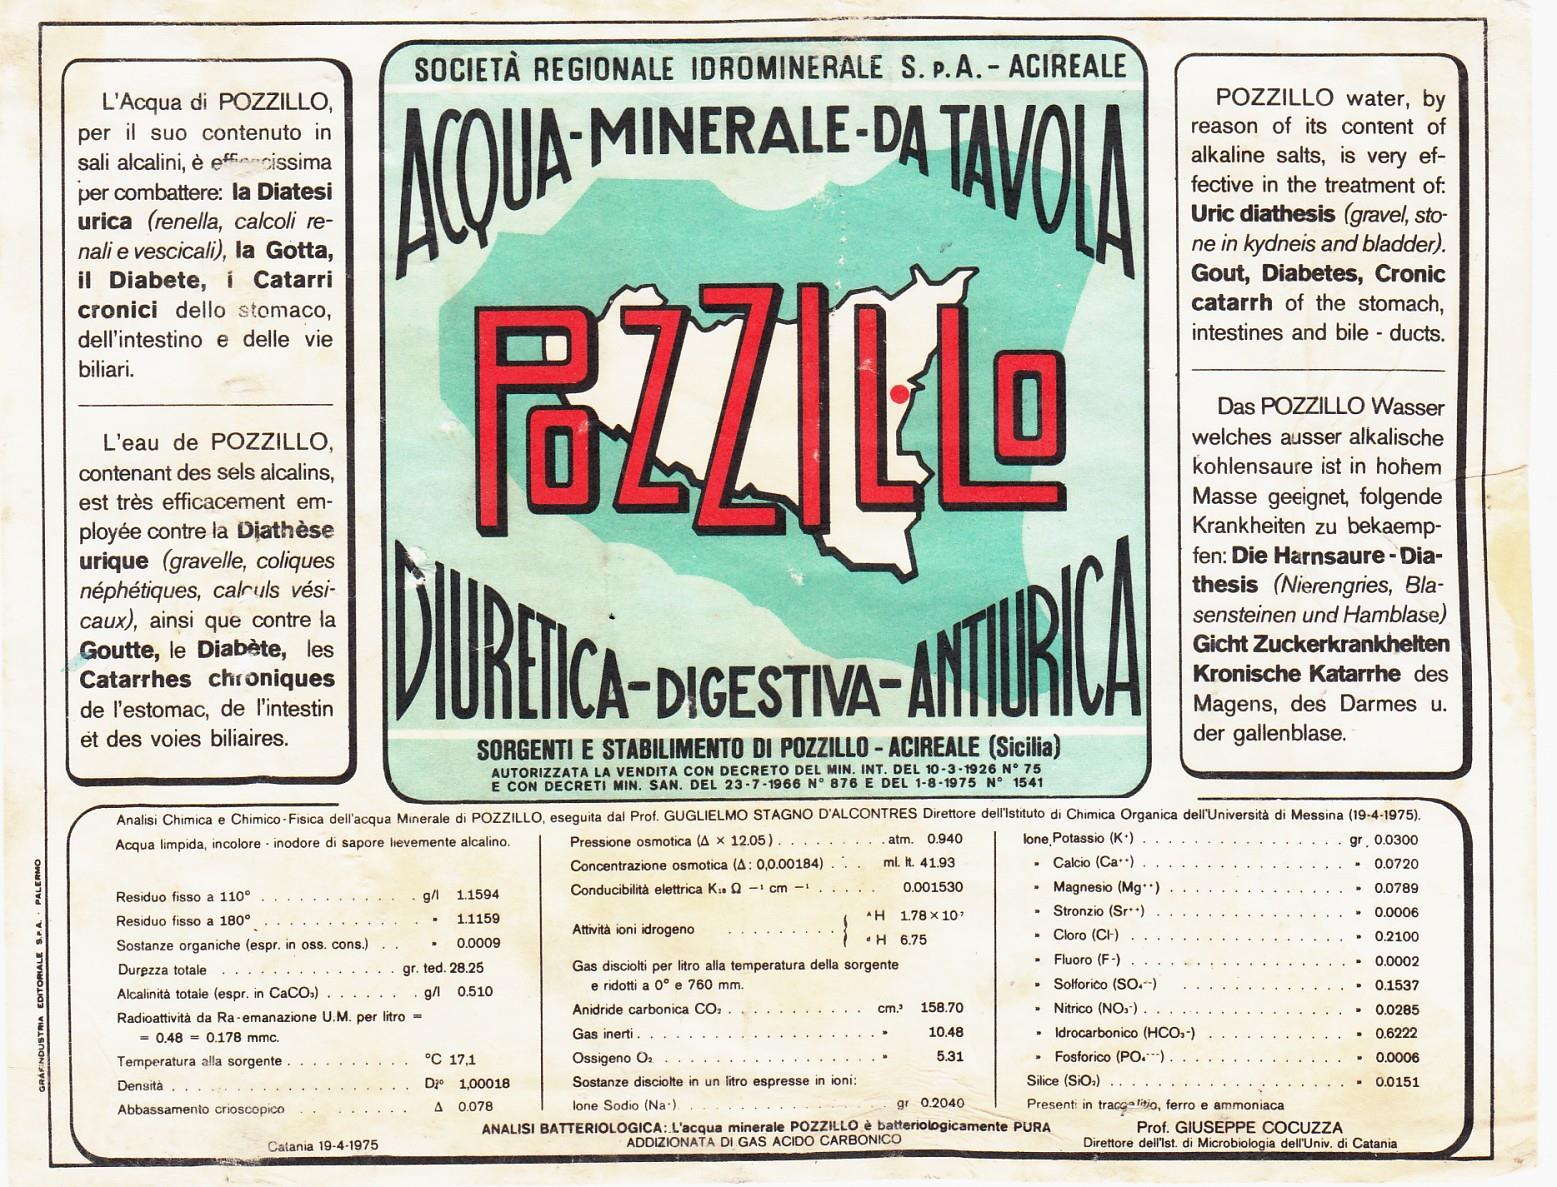 SOCIETÀ REGIONALE IDROMINERALE S.P.A. - ACIREALE
ACQUA-MINERALE-DA TAVOLA
POZZILLO
DIURETICA-DIGESTIVA-ANTIURICA
SORGENTI E STABILIMENTO DI POZZILLO - ACIREALE (Sicilia)
AUTORIZZATA LA VENDITA CON DECRETO DEL MIN. INT. DEL 10-3-1926 N° 75
E CON DECRETI MIN. SAN. DEL 23-7-1966 N° 876 E DEL 1-8-1975 N° 1541
L'Acqua di POZZILLO,
per il suo contenuto in
sali alcalini, è efficacissima
per combattere: la Diatesi
urica (renella, calcoli re-
nali e vescicali), la Gotta,
il Diabete, i Catarri
cronici dello stomaco,
dell'intestino e delle vie
biliari.
L'eau de POZZILLO,
contenant des sels alcalins,
est très efficacement em-
ployée contre la Diathèse
urique (gravelle, coliques
néphétiques, calculs vési-
caux), ainsi que contre la
Goutte, le Diabète, les
Catarrhes chroniques
de l'estomac, de l'intestin
et des voies biliaires.
POZZILLO water, by
reason of its content of
alkaline salts, is very ef-
fective in the treatment of:
Uric diathesis (gravel, sto-
ne in kydneis and bladder).
Gout, Diabetes, Cronic
catarrh of the stomach,
intestines and bile - ducts.
Das POZZILLO Wasser
welches ausser alkalische
kohlensaure ist in hohem
Masse geeignet, folgende
Krankheiten zu bekaemp-
fen: Die Harnsaure - Dia-
thesis (Nierengries, Bla-
sensteinen und Hamblase)
Gicht Zuckerkrankheiten
Kronische Katarrhe des
Magens, des Darmes u.
der gallenblase.
Analisi Chimica e Chimico-Fisica dell'acqua Minerale di POZZILLO, eseguita dal Prof. GUGLIELMO STAGNO D'ALCONTRES Direttore dell'Istituto di Chimica Organica dell'Università di Messina (19-4-1975).
Acqua limpida, incolore - inodore di sapore lievemente alcalino.
Residuo fisso a 110° . . . g/l 1.1594
Residuo fisso a 180° . . . » 1.1159
Sostanze organiche (espr. in oss. cons.) . . » 0.0009
Durezza totale . . . gr. ted. 28.25
Alcalinità totale (espr. in CaCO₃) . . . g/l 0.510
Radioattività da Ra-emanazione U.M. per litro =
= 0.48 = 0.178 mmc.
Temperatura alla sorgente . . . °C 17,1
Densità . . . D₄²⁰ 1,00018
Abbassamento crioscopico . . . Δ 0.078
Pressione osmotica (Δ × 12.05) . . . atm. 0.940
Concentrazione osmotica (Δ : 0,0.00184) . . ml. lt. 41.93
Conducibilità elettrica K₁₈ Ω ⁻¹ cm ⁻¹ . . . 0.001530
Attività ioni idrogeno . . . { ᴬ H 1.78 × 10⁷
ᵈ H 6.75
Gas disciolti per litro alla temperatura della sorgente
e ridotti a 0° e 760 mm.
Anidride carbonica CO₂ . . . cm.³ 158.70
Gas inerti . . . » 10.48
Ossigeno O₂ . . . » 5.31
Sostanze disciolte in un litro espresse in ioni:
Ione Sodio (Na⁺) . . . gr 0.2040
Ione Potassio (K⁺) . . . gr. 0.0300
» Calcio (Ca⁺⁺) . . . » 0.0720
» Magnesio (Mg⁺⁺) . . . » 0.0789
» Stronzio (Sr⁺⁺) . . . » 0.0006
» Cloro (Cl⁻) . . . » 0.2100
» Fluoro (F⁻) . . . » 0.0002
» Solforico (SO₄⁻⁻) . . . » 0.1537
» Nitrico (NO₃⁻) . . . » 0.0285
» Idrocarbonico (HCO₃⁻) . . . » 0.6222
» Fosforico (PO₄⁻⁻⁻) . . . » 0.0006
Silice (SiO₂) . . . » 0.0151
Presenti in tracce litio, ferro e ammoniaca
ANALISI BATTERIOLOGICA: L'acqua minerale POZZILLO è batteriologicamente PURA
ADDIZIONATA DI GAS ACIDO CARBONICO
Catania 19-4-1975
Prof. GIUSEPPE COCUZZA
Direttore dell'Ist. di Microbiologia dell'Univ. di Catania
GRAFINDUSTRIA EDITORIALE S.P.A. - PALERMO